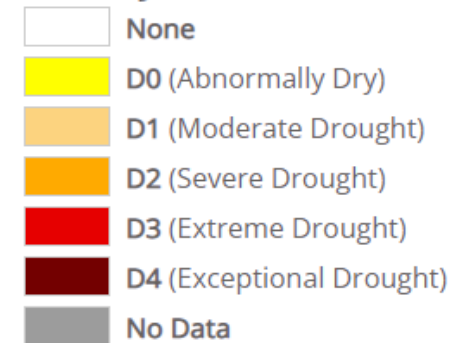 None
D0 (Abnormally Dry)
D1 (Moderate Drought)
D2 (Severe Drought)
D3 (Extreme Drought)
D4 (Exceptional Drought)
No Data